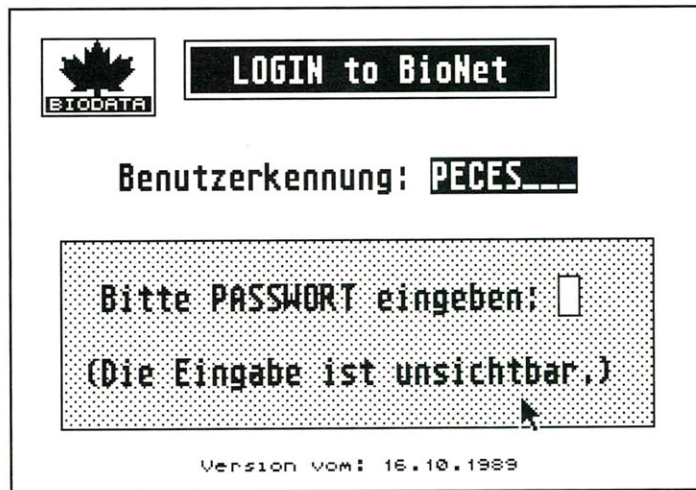 BIODATA
LOGIN to BioNet
Benutzerkennung: PECES___
Bitte PASSWORT eingeben:
(Die Eingabe ist unsichtbar.)
Version vom: 16.10.1989